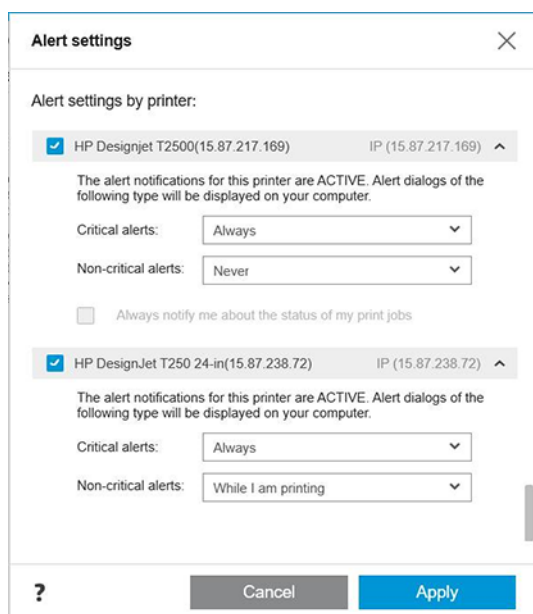 Alert settings
Alert settings by printer:
HP Designjet T2500(15.87.217.169) IP (15.87.217.169)
The alert notifications for this printer are ACTIVE. Alert dialogs of the
following type will be displayed on your computer.
Critical alerts: Always
Non-critical alerts: Never
Always notify me about the status of my print jobs
HP DesignJet T250 24-in(15.87.238.72) IP (15.87.238.72)
The alert notifications for this printer are ACTIVE. Alert dialogs of the
following type will be displayed on your computer.
Critical alerts: Always
Non-critical alerts: While I am printing
? Cancel Apply